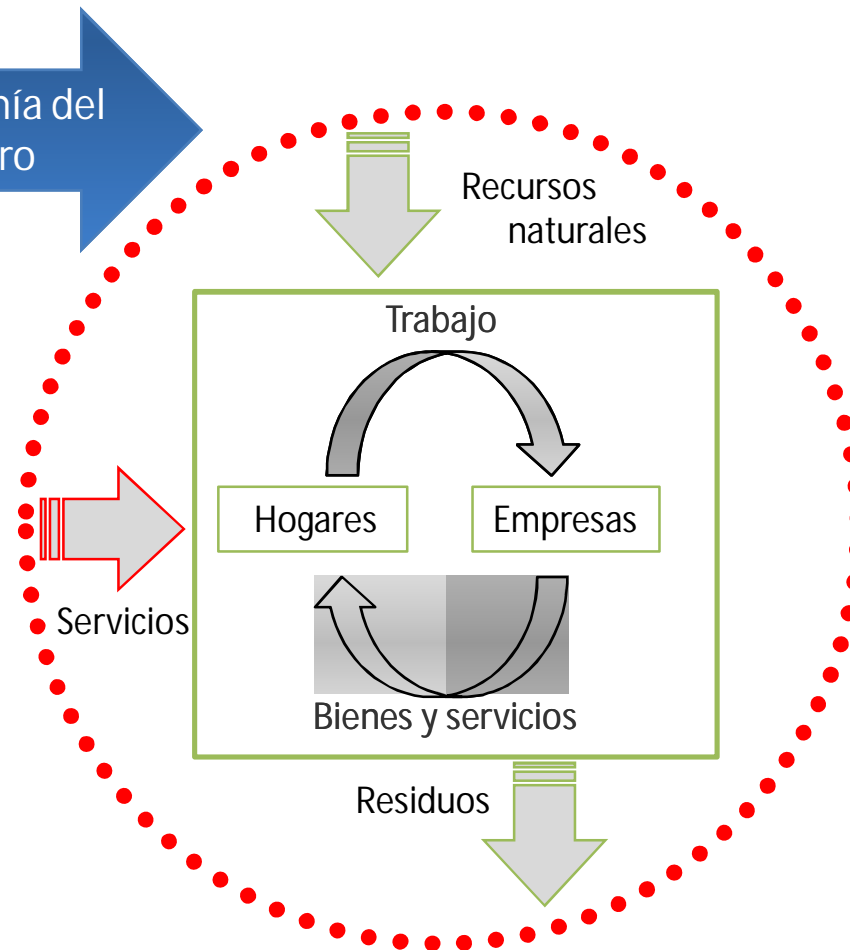 nía del
ro
Recursos
naturales
Trabajo
Hogares
Empresas
Servicios
Bienes y servicios
Residuos